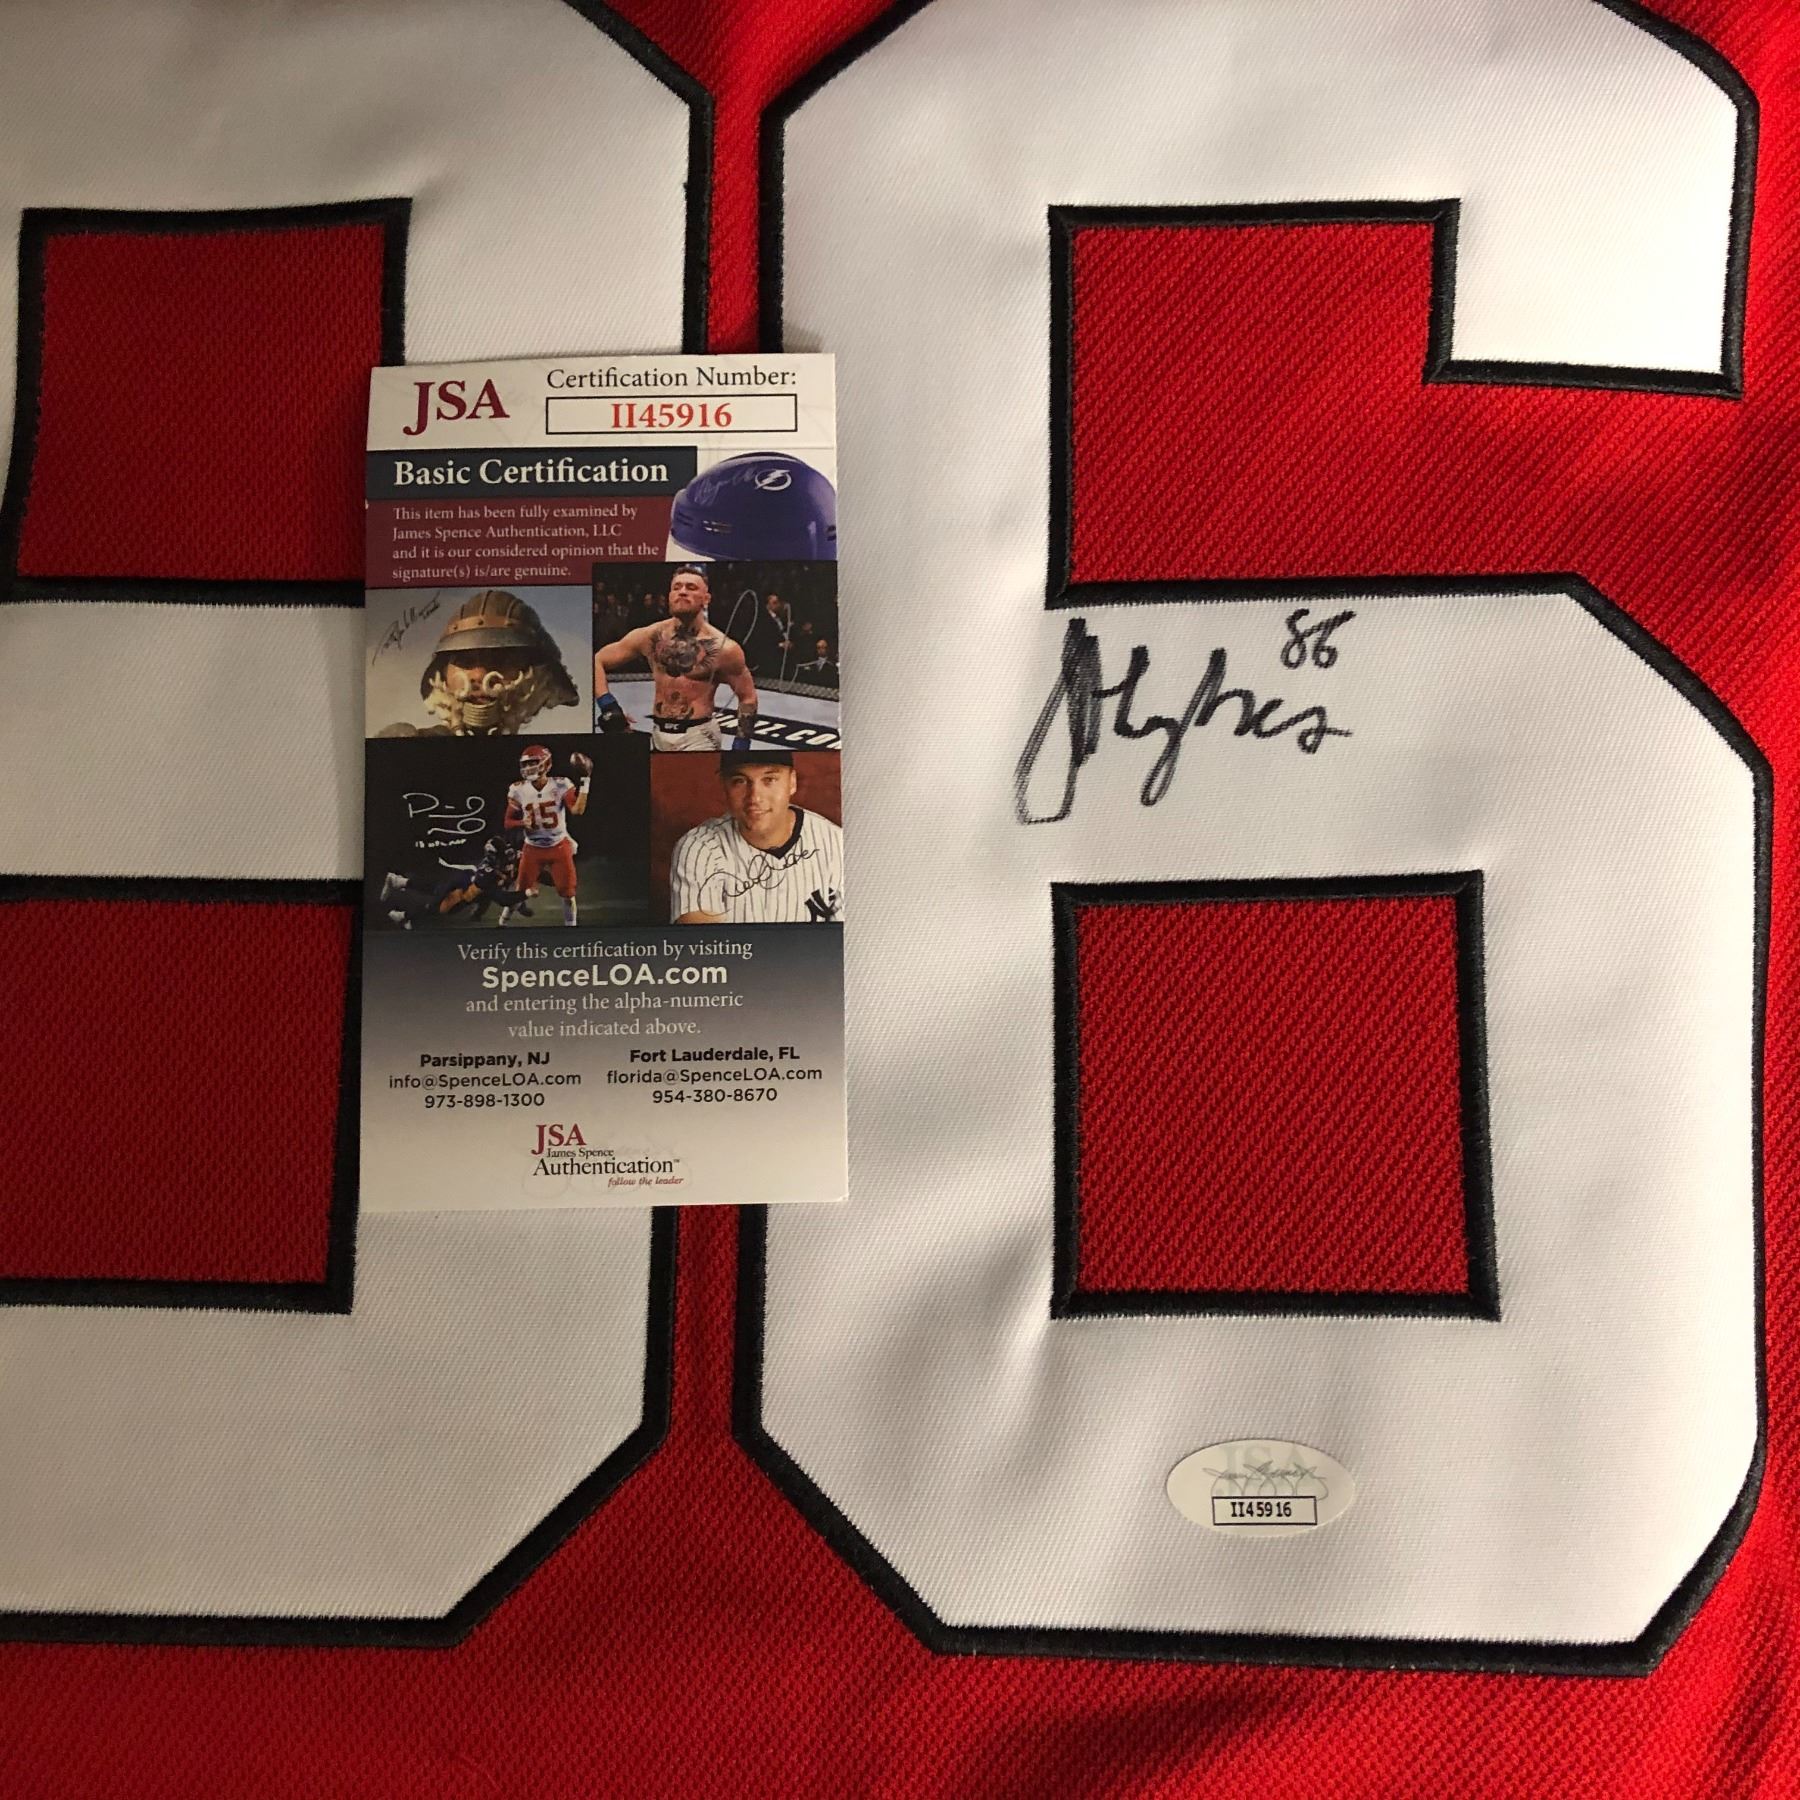 JSA
Certification Number:
II45916
Basic Certification
This item has been fully examined by
James Spence Authentication, LLC
and it is our considered opinion that the
signature(s) is/are genuine.
15
Verify this certification by visiting
SpenceLOA.com
and entering the alpha-numeric
value indicated above.
Parsippany, NJ
info@SpenceLOA.com
973-898-1300
Fort Lauderdale, FL
florida@SpenceLOA.com
954-380-8670
JSA
James Spence
Authentication™
follow the leader
86
J Hughes
86
JSA
II45916